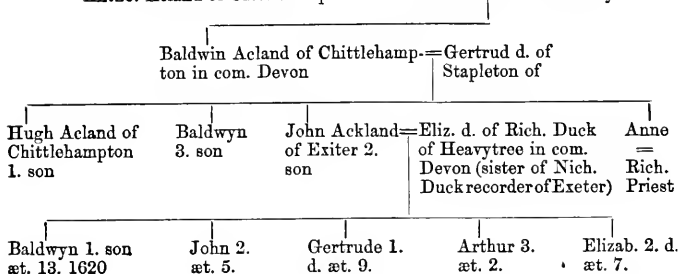 Baldwin Acland of Chittlehamp-=Gertrud d. of
ton in com. Devon Stapleton of
Hugh Acland of Chittlehampton 1. son
Baldwyn 3. son
John Ackland=Eliz. d. of Rich. Duck
of Exiter 2. of Heavytree in com.
son Devon (sister of Nich.
Duck recorder of Exeter)
Anne = Rich. Priest
Baldwyn 1. son æt. 13. 1620
John 2. æt. 5.
Gertrude 1. d. æt. 9.
Arthur 3. æt. 2.
Elizab. 2. d. æt. 7.